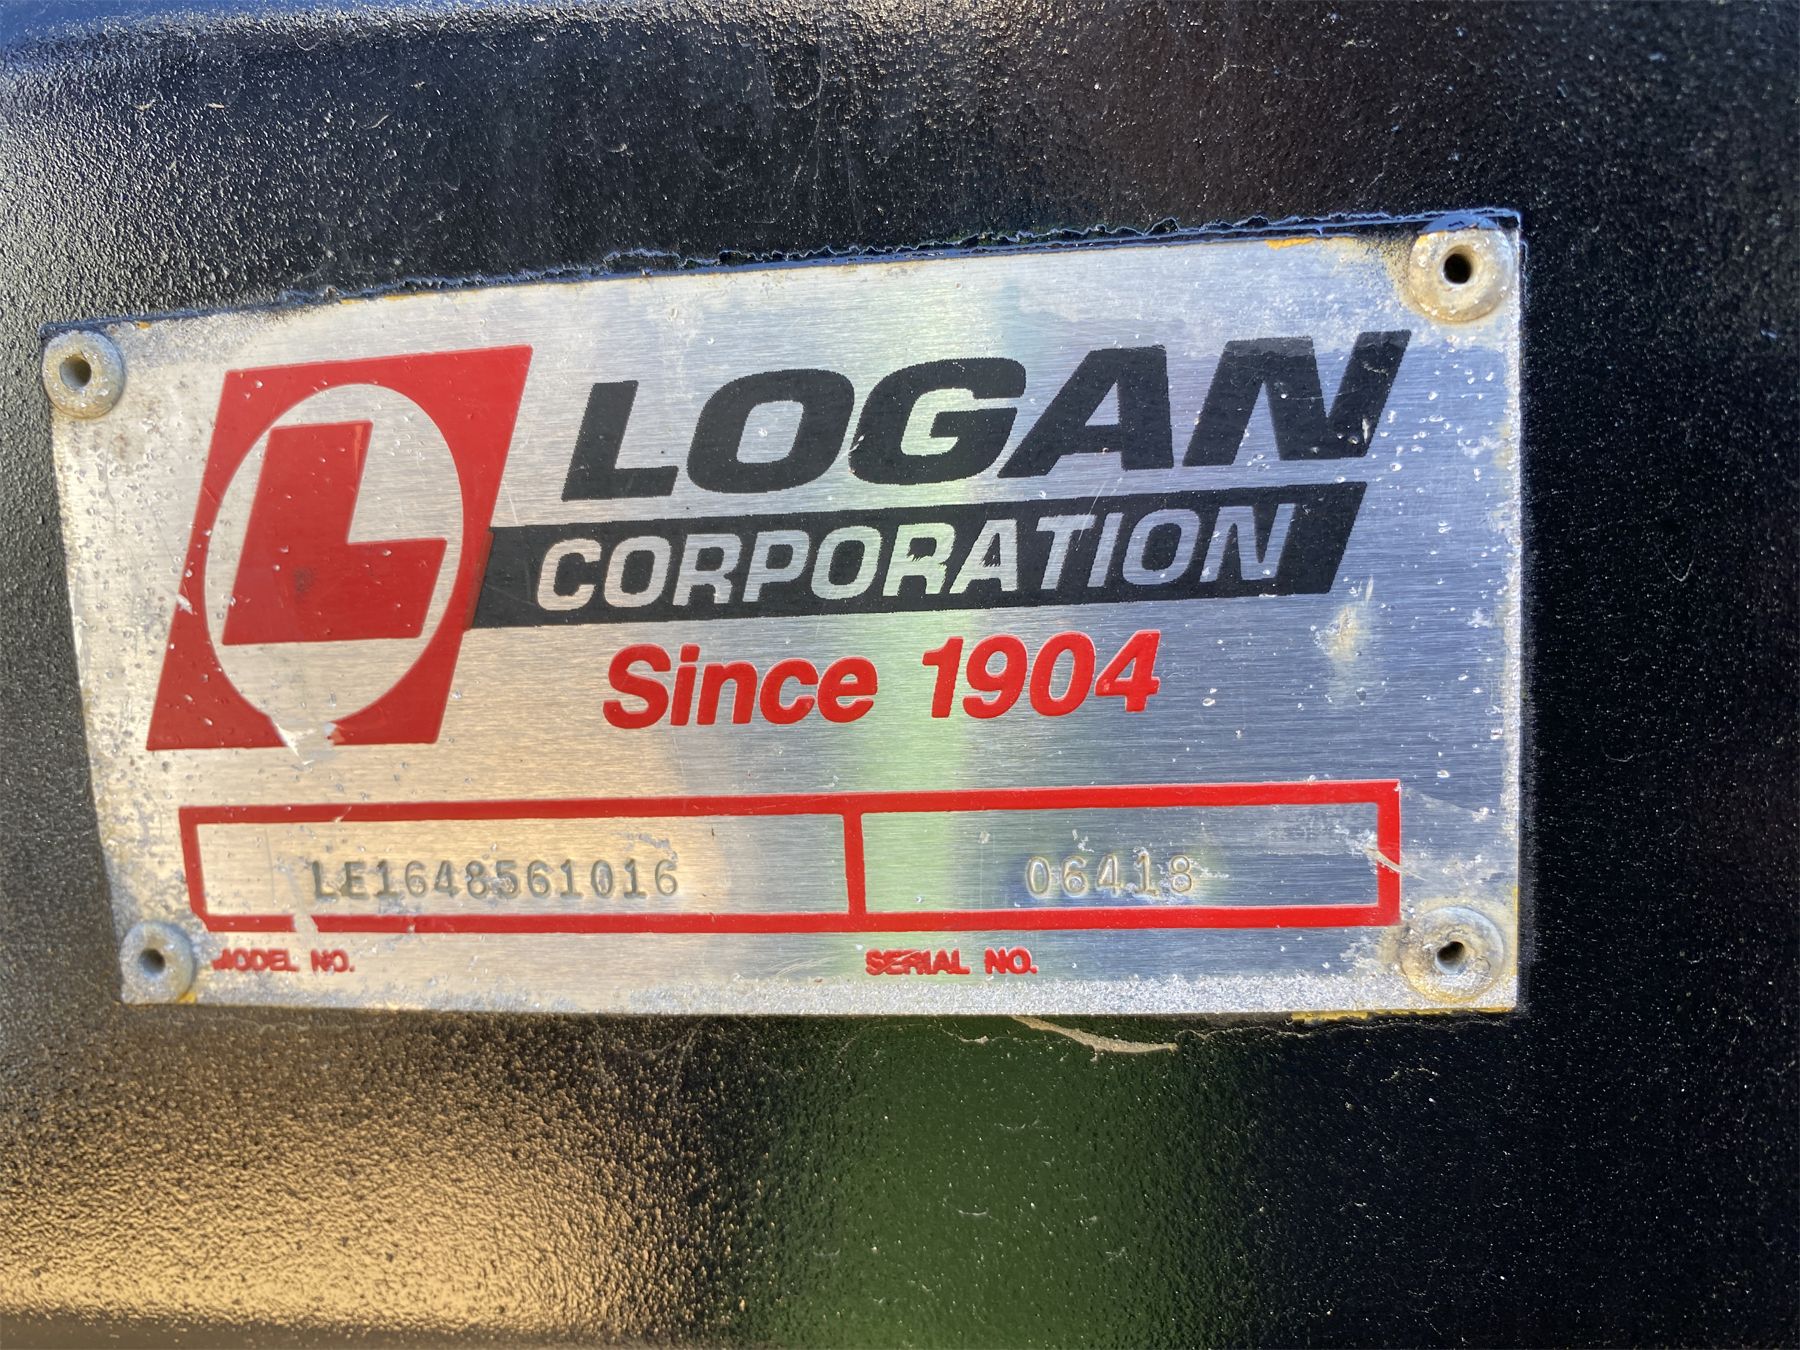 L
LOGAN
CORPORATION
Since 1904
LE1648561016 06418
MODEL NO. SERIAL NO.